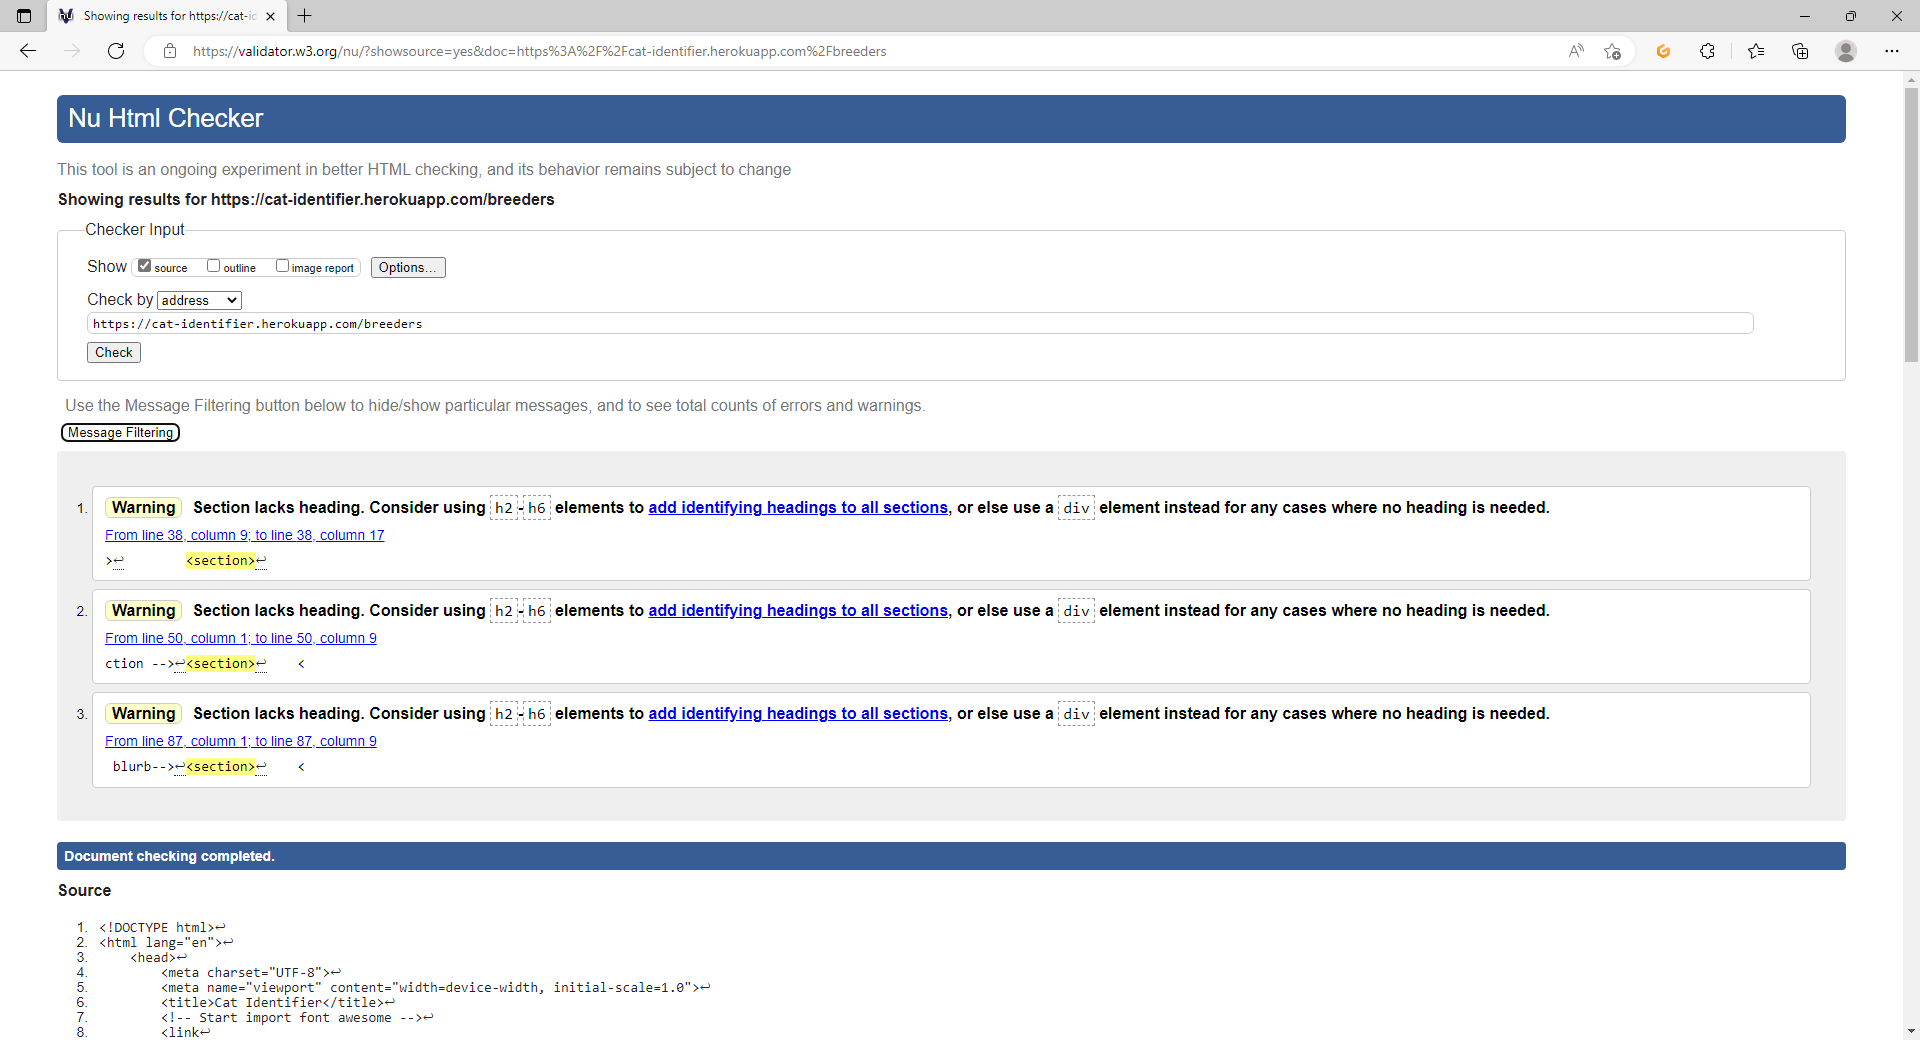 Showing results for https://cat-id
https://validator.w3.org/nu/?showsource=yes&doc=https%3A%2F%2Fcat-identifier.herokuapp.com%2Fbreeders
Nu Html Checker
This tool is an ongoing experiment in better HTML checking, and its behavior remains subject to change
Showing results for https://cat-identifier.herokuapp.com/breeders
Checker Input
Show source outline image report Options...
Check by address
https://cat-identifier.herokuapp.com/breeders
Check
Use the Message Filtering button below to hide/show particular messages, and to see total counts of errors and warnings.
Message Filtering
1. Warning Section lacks heading. Consider using h2-h6 elements to add identifying headings to all sections, or else use a div element instead for any cases where no heading is needed.
From line 38, column 9; to line 38, column 17
>↩ <section>↩
2. Warning Section lacks heading. Consider using h2-h6 elements to add identifying headings to all sections, or else use a div element instead for any cases where no heading is needed.
From line 50, column 1; to line 50, column 9
ction -->↩<section>↩ <
3. Warning Section lacks heading. Consider using h2-h6 elements to add identifying headings to all sections, or else use a div element instead for any cases where no heading is needed.
From line 87, column 1; to line 87, column 9
blurb-->↩<section>↩ <
Document checking completed.
Source
1. <!DOCTYPE html>↩
2. <html lang="en">↩
3. <head>↩
4. <meta charset="UTF-8">↩
5. <meta name="viewport" content="width=device-width, initial-scale=1.0">↩
6. <title>Cat Identifier</title>↩
7. <!-- Start import font awesome -->↩
8. <link↩